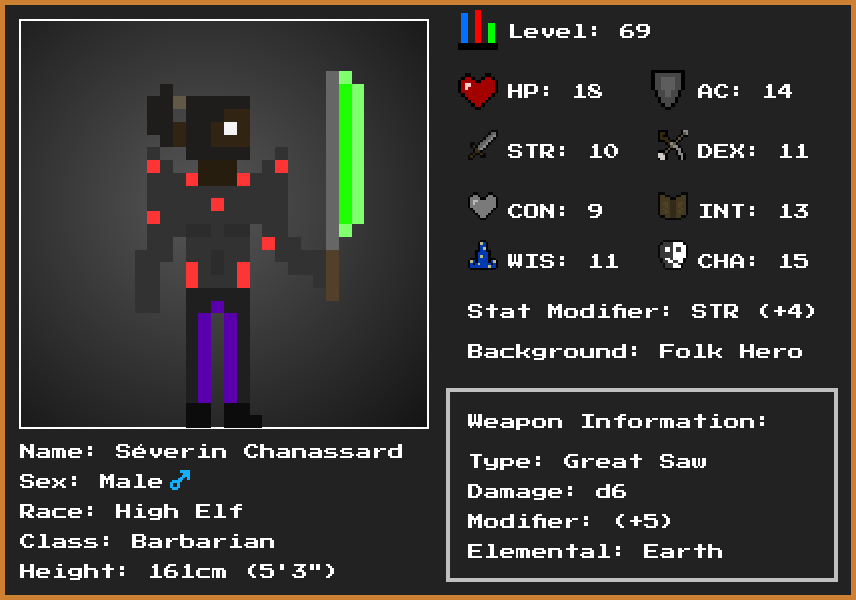 Level: 69
HP: 18
AC: 14
STR: 10
DEX: 11
CON: 9
INT: 13
WIS: 11
CHA: 15
Stat Modifier: STR (+4)
Background: Folk Hero
Weapon Information:
Type: Great Saw
Damage: d6
Modifier: (+5)
Elemental: Earth
Name: Séverin Chanassard
Sex: Male♂
Race: High Elf
Class: Barbarian
Height: 161cm (5'3")